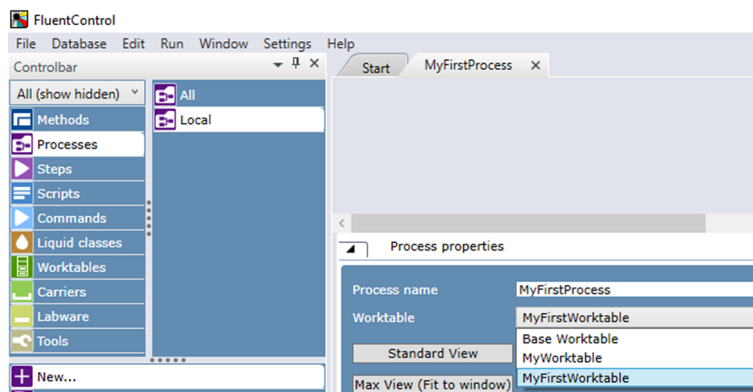 FluentControl
File Database Edit Run Window Settings Help
Controlbar
Start
MyFirstProcess
All (show hidden)
Methods
Processes
Steps
Scripts
Commands
Liquid classes
Worktables
Carriers
Labware
Tools
New...
All
Local
Process properties
Process name
MyFirstProcess
Worktable
MyFirstWorktable
Base Worktable
MyWorktable
MyFirstWorktable
Standard View
Max View (Fit to window)